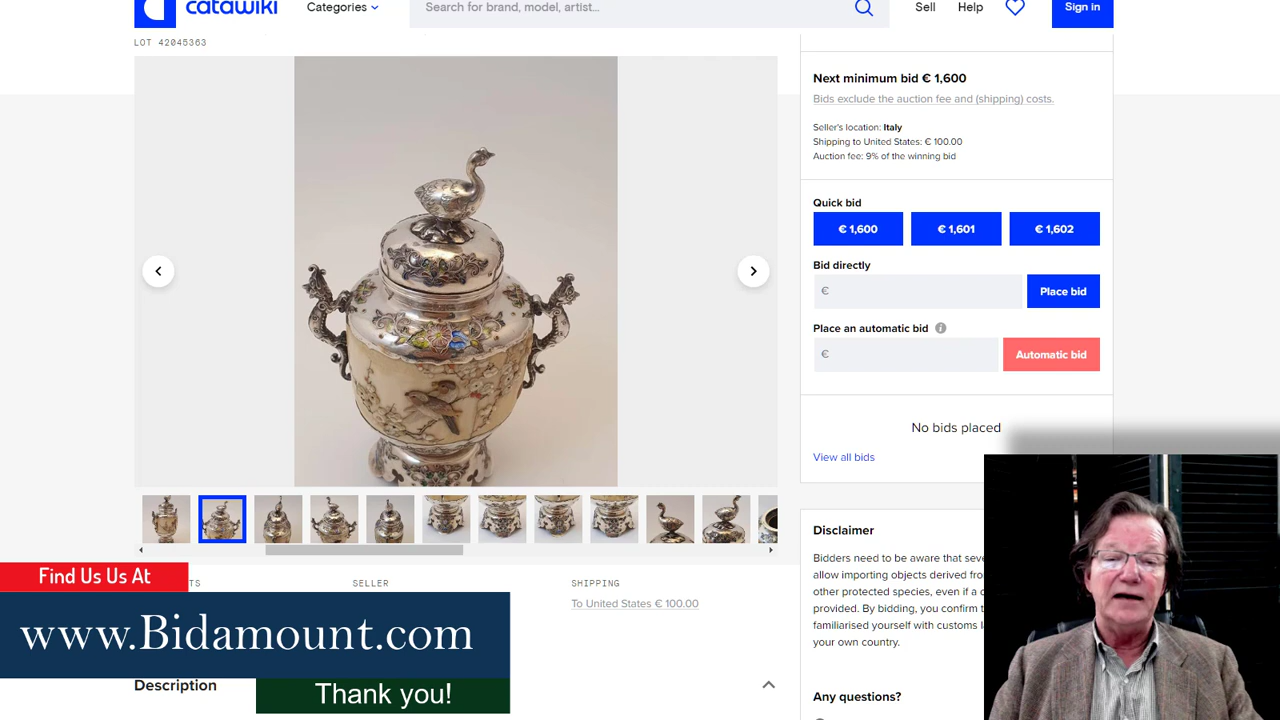 catawiki
Categories
Search for brand, model, artist...
Sell
Help
Sign in
LOT 42045363
Next minimum bid € 1,600
Bids exclude the auction fee and (shipping) costs.
Seller's location: Italy
Shipping to United States: € 100.00
Auction fee: 9% of the winning bid
Quick bid
€ 1,600
€ 1,601
€ 1,602
Bid directly
€
Place bid
Place an automatic bid
€
Automatic bid
No bids placed
View all bids
Disclaimer
Bidders need to be aware that
allow importing objects derived
other protected species, even if a
provided. By bidding, you confirm
familiarised yourself with customs
your own country.
Any questions?
SELLER
SHIPPING
To United States € 100.00
Find Us Us At
www.Bidamount.com
Description
Thank you!